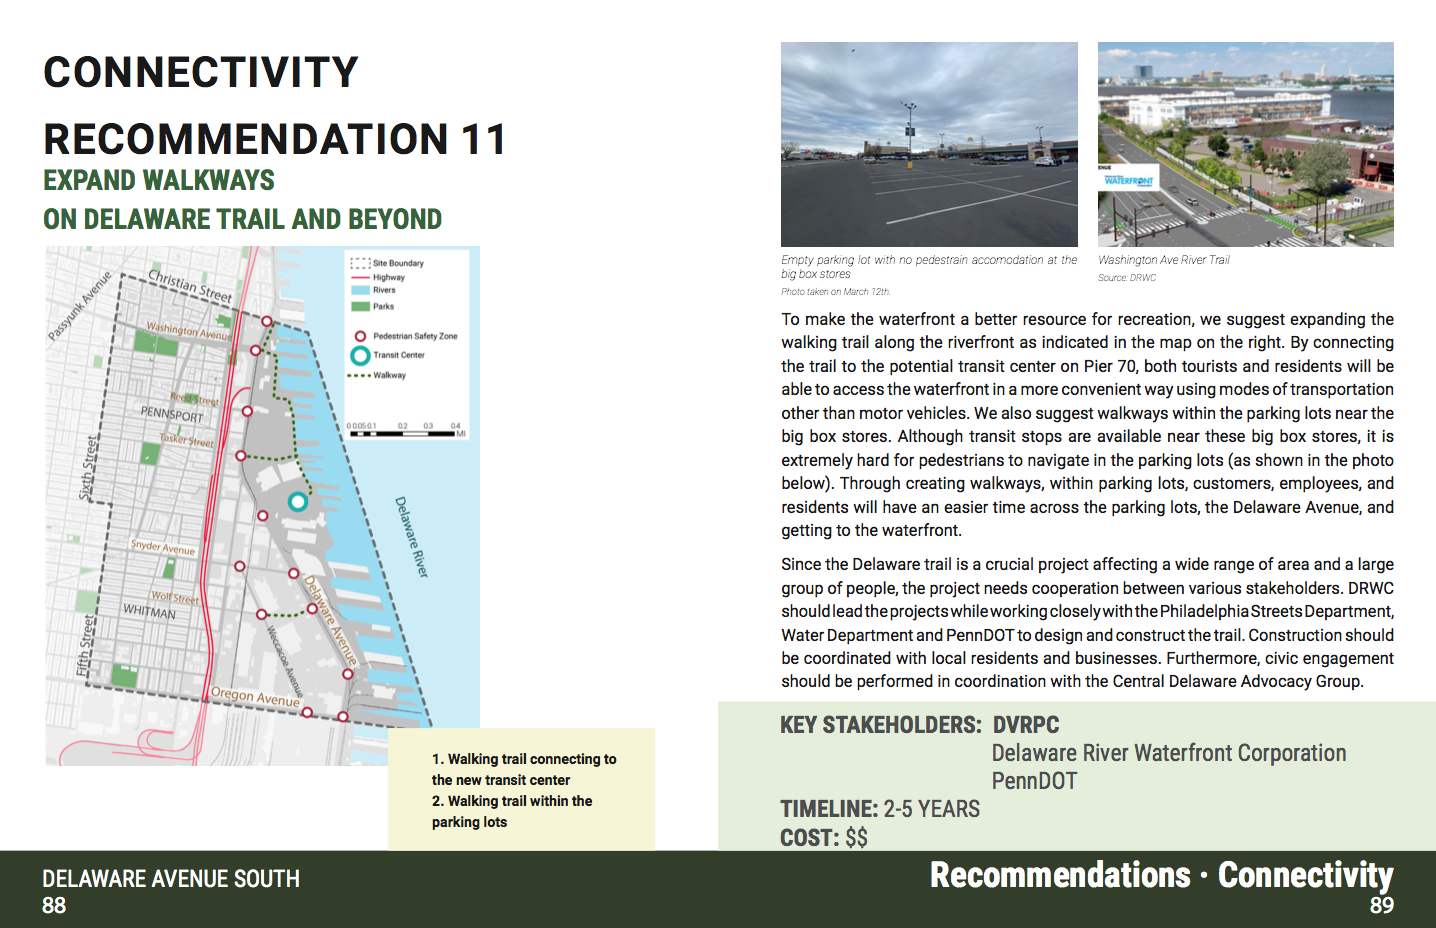 CONNECTIVITY
RECOMMENDATION 11
EXPAND WALKWAYS
ON DELAWARE TRAIL AND BEYOND
Passyunk Avenue
Christian Street
Washington Avenue
Reed Street
PENNSPORT
Tasker Street
Sixth Street
Snyder Avenue
Wolf Street
WHITMAN
Fifth Street
Weccacoe Avenue
Delaware Avenue
Oregon Avenue
Delaware River
Site Boundary
Highway
Rivers
Parks
Pedestrian Safety Zone
Transit Center
Walkway
0 0.05 0.1 0.2 0.3 0.4
MI
1. Walking trail connecting to
the new transit center
2. Walking trail within the
parking lots
DELAWARE AVENUE SOUTH
88
WATERFRONT
Empty parking lot with no pedestrain accomodation at the
big box stores
Photo taken on March 12th.
Washington Ave River Trail
Source: DRWC
To make the waterfront a better resource for recreation, we suggest expanding the
walking trail along the riverfront as indicated in the map on the right. By connecting
the trail to the potential transit center on Pier 70, both tourists and residents will be
able to access the waterfront in a more convenient way using modes of transportation
other than motor vehicles. We also suggest walkways within the parking lots near the
big box stores. Although transit stops are available near these big box stores, it is
extremely hard for pedestrians to navigate in the parking lots (as shown in the photo
below). Through creating walkways, within parking lots, customers, employees, and
residents will have an easier time across the parking lots, the Delaware Avenue, and
getting to the waterfront.
Since the Delaware trail is a crucial project affecting a wide range of area and a large
group of people, the project needs cooperation between various stakeholders. DRWC
should lead the projects while working closely with the Philadelphia Streets Department,
Water Department and PennDOT to design and construct the trail. Construction should
be coordinated with local residents and businesses. Furthermore, civic engagement
should be performed in coordination with the Central Delaware Advocacy Group.
KEY STAKEHOLDERS: DVRPC
Delaware River Waterfront Corporation
PennDOT
TIMELINE: 2-5 YEARS
COST: $$
Recommendations · Connectivity
89